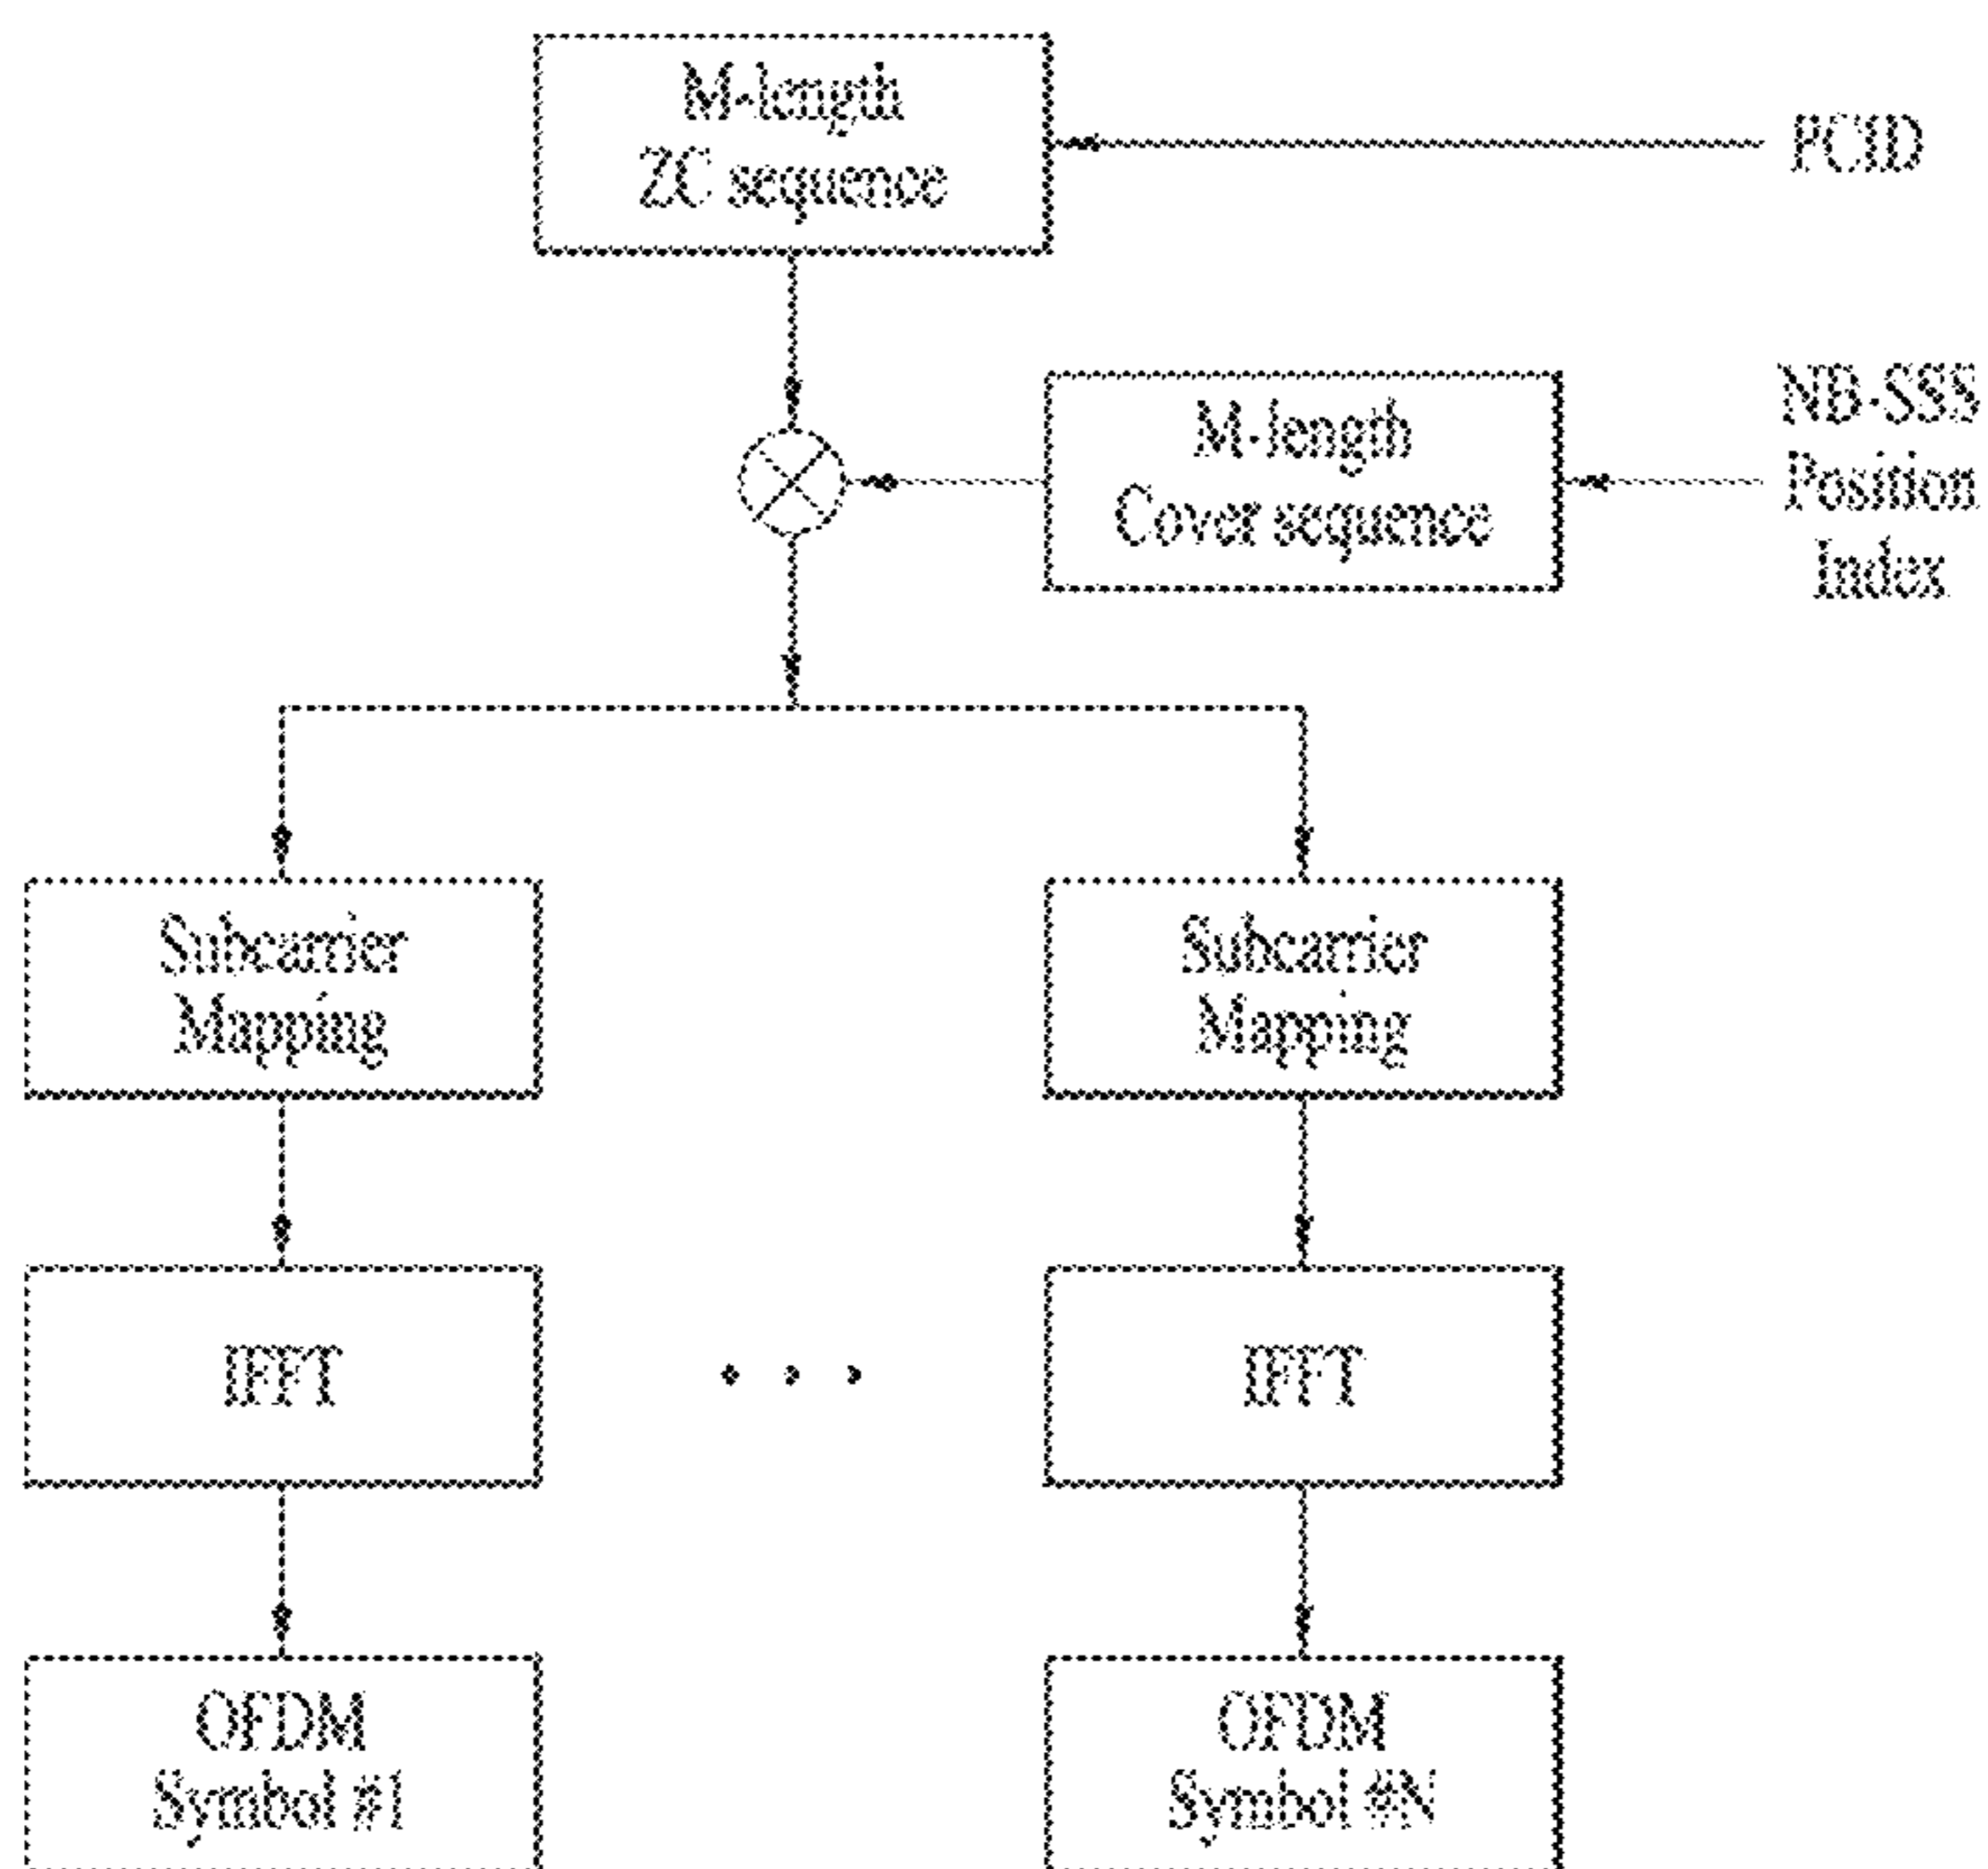 M-length
ZC sequence
PCID
M-length
Cover sequence
NB-SSS
Position
Index
Subcarrier
Mapping
Subcarrier
Mapping
IFFT
IFFT
OFDM
Symbol #1
OFDM
Symbol #N